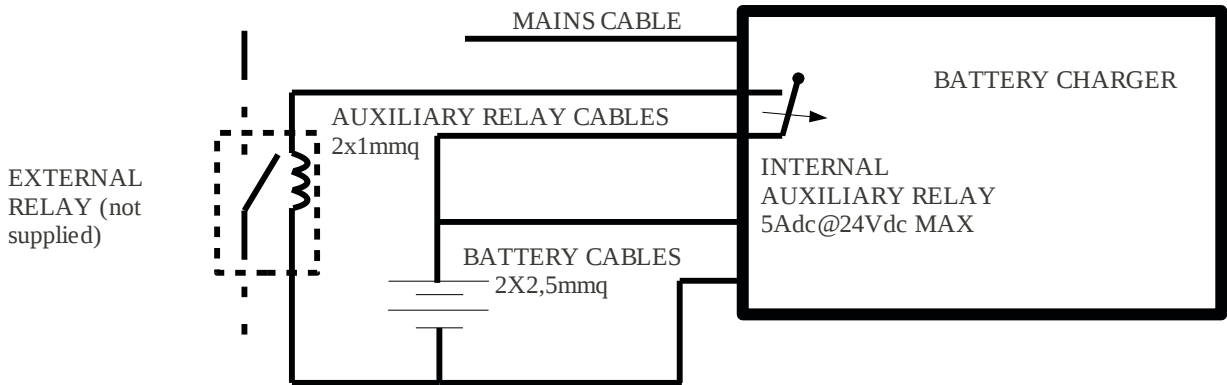 MAINS CABLE
BATTERY CHARGER
AUXILIARY RELAY CABLES
2x1mmq
EXTERNAL
RELAY (not
supplied)
INTERNAL
AUXILIARY RELAY
5Adc@24Vdc MAX
BATTERY CABLES
2X2,5mmq